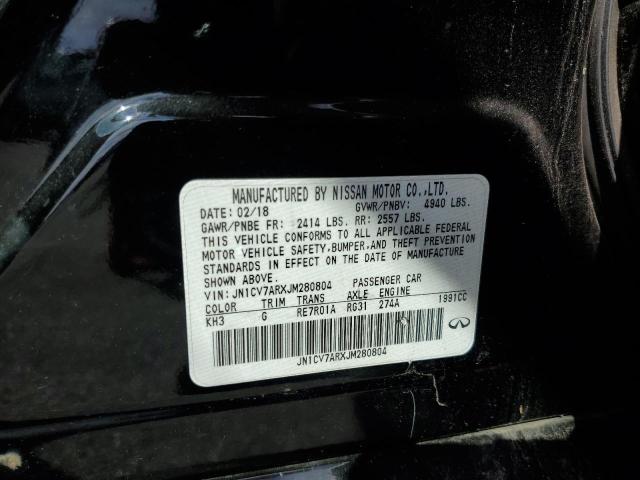 MANUFACTURED BY NISSAN MOTOR CO.,LTD.
DATE: 02/18 GVWR/PNBV: 4940 LBS.
GAWR/PNBE FR: 2414 LBS. RR: 2557 LBS.
THIS VEHICLE CONFORMS TO ALL APPLICABLE FEDERAL
MOTOR VEHICLE SAFETY,BUMPER,AND THEFT PREVENTION
STANDARDS IN EFFECT ON THE DATE OF MANUFACTURE
SHOWN ABOVE.
VIN: JN1CV7ARXJM280804 PASSENGER CAR
COLOR TRIM TRANS AXLE ENGINE
KH3 G RE7R01A RG31 274A 1991CC
JN1CV7ARXJM280804